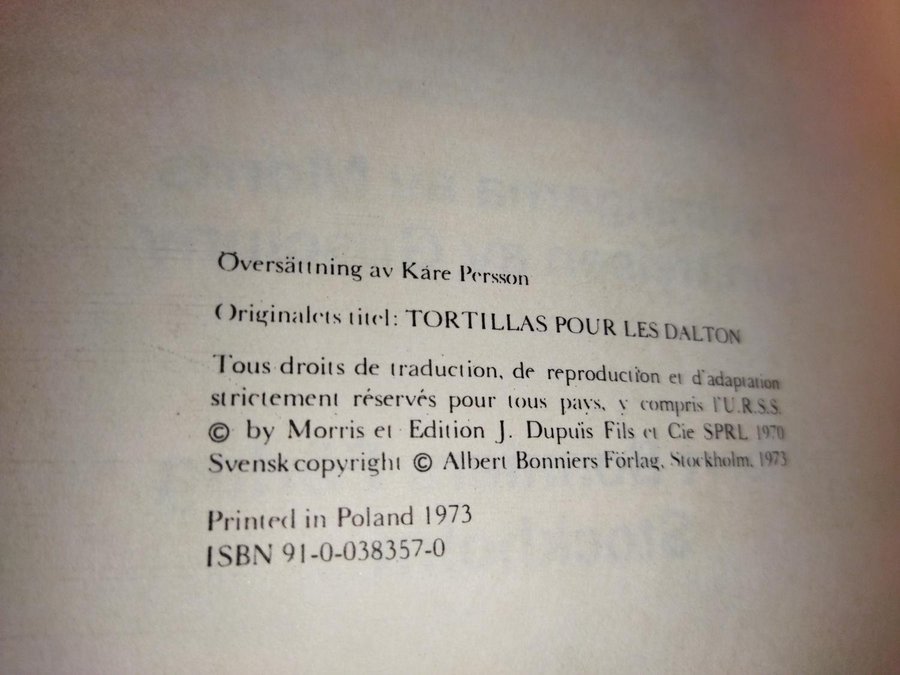 Översättning av Kåre Persson
Originalets titel: TORTILLAS POUR LES DALTON
Tous droits de traduction, de reproduction et d'adaptation
strictement réservés pour tous pays, y compris l'U.R.S.S.
© by Morris et Edition J. Dupuis Fils et Cie SPRL 1970
Svensk copyright © Albert Bonniers Förlag, Stockholm, 1973
Printed in Poland 1973
ISBN 91-0-038357-0